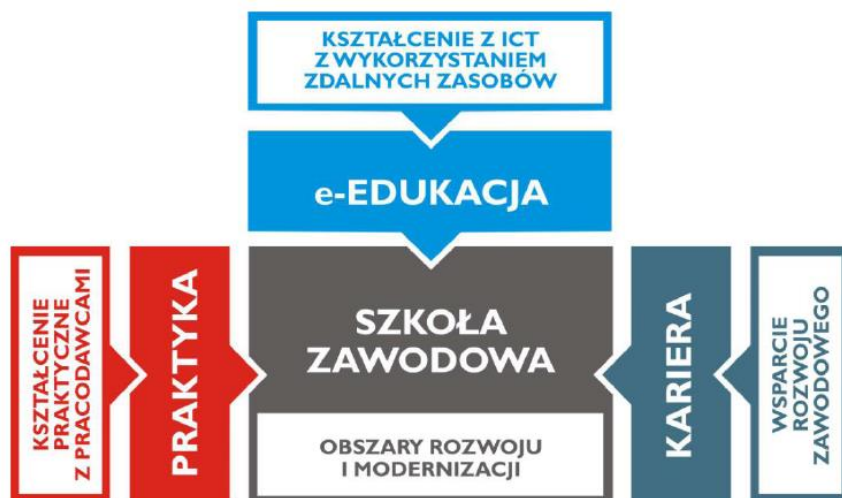 KSZTAŁCENIE Z ICT
Z WYKORZYSTANIEM
ZDALNYCH ZASOBÓW
e-EDUKACJA
KSZTAŁCENIE
PRAKTYCZNE
Z PRACODAWCAMI
PRAKTYKA
SZKOŁA
ZAWODOWA
OBSZARY ROZWOJU
I MODERNIZACJI
KARIERA
WSPARCIE
ROZWOJU
ZAWODOWEGO